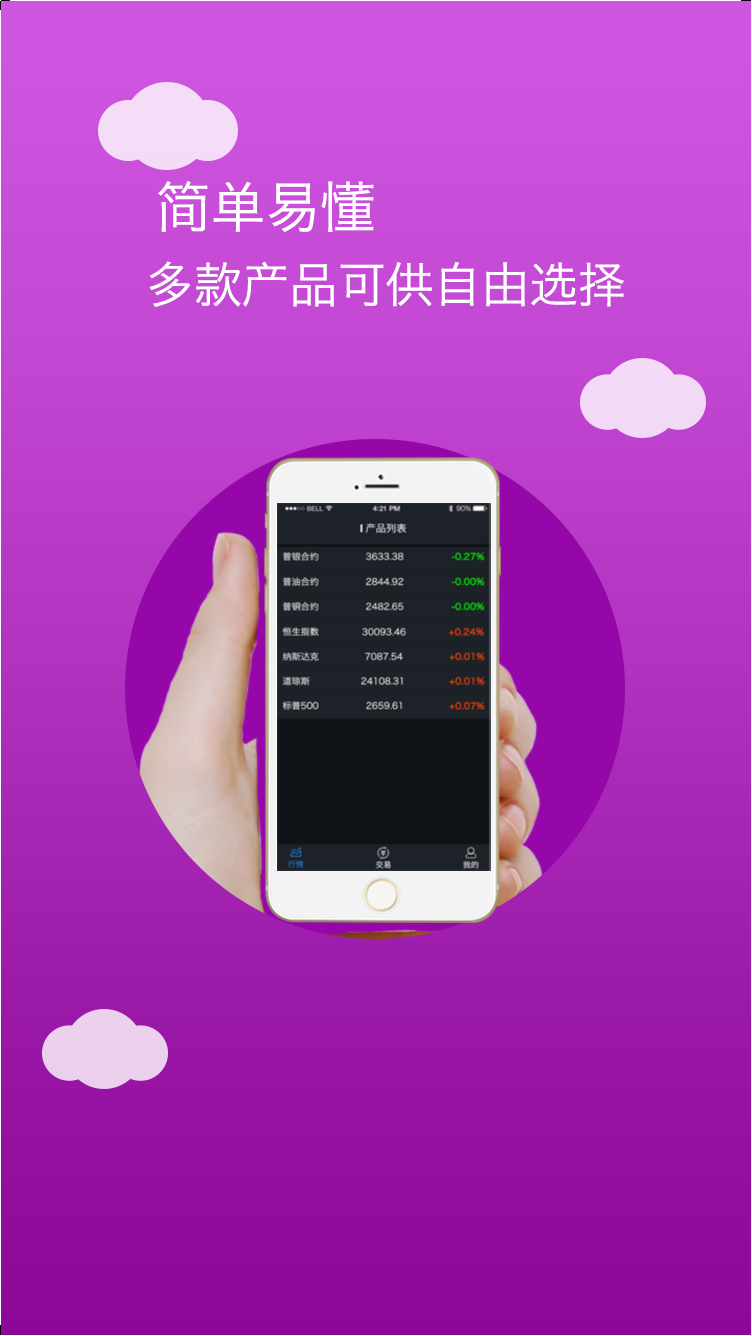 简单易懂
多款产品可供自由选择
BELL 4:21 PM 90%
产品列表
普银合约 3633.38 -0.27%
普油合约 2844.92 -0.00%
普铜合约 2482.65 -0.00%
恒生指数 30093.46 +0.24%
纳斯达克 7087.54 +0.01%
道琼斯 24108.31 +0.01%
标普500 2659.61 +0.07%
行情 交易 我的